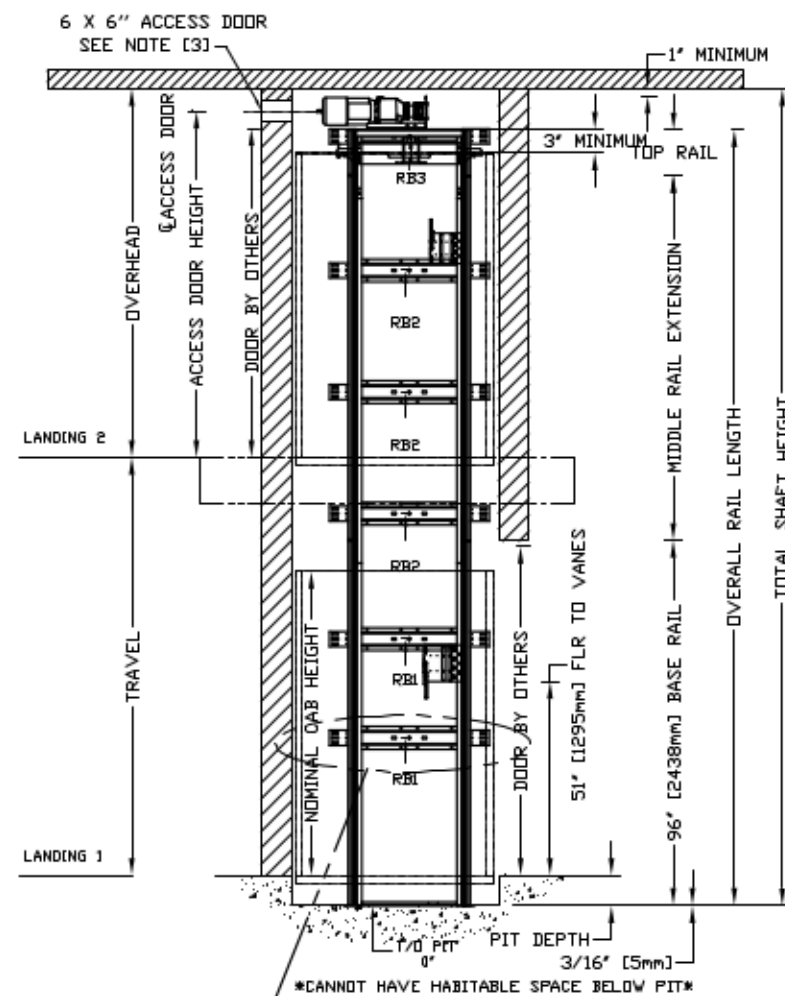 6 X 6" ACCESS DOOR
SEE NOTE [3]
1" MINIMUM
3" MINIMUM
TOP RAIL
RB3
℄ ACCESS DOOR
ACCESS DOOR HEIGHT
OVERHEAD
DOOR BY OTHERS
RB2
RB2
MIDDLE RAIL EXTENSION
OVERALL RAIL LENGTH
TOTAL SHAFT HEIGHT
LANDING 2
RB2
TRAVEL
NOMINAL CAB HEIGHT
RB1
RB1
DOOR BY OTHERS
51" [1295mm] FLR TO VANES
96" [2438mm] BASE RAIL
LANDING 1
T/O PIT
0"
PIT DEPTH
3/16" [5mm]
*CANNOT HAVE HABITABLE SPACE BELOW PIT*